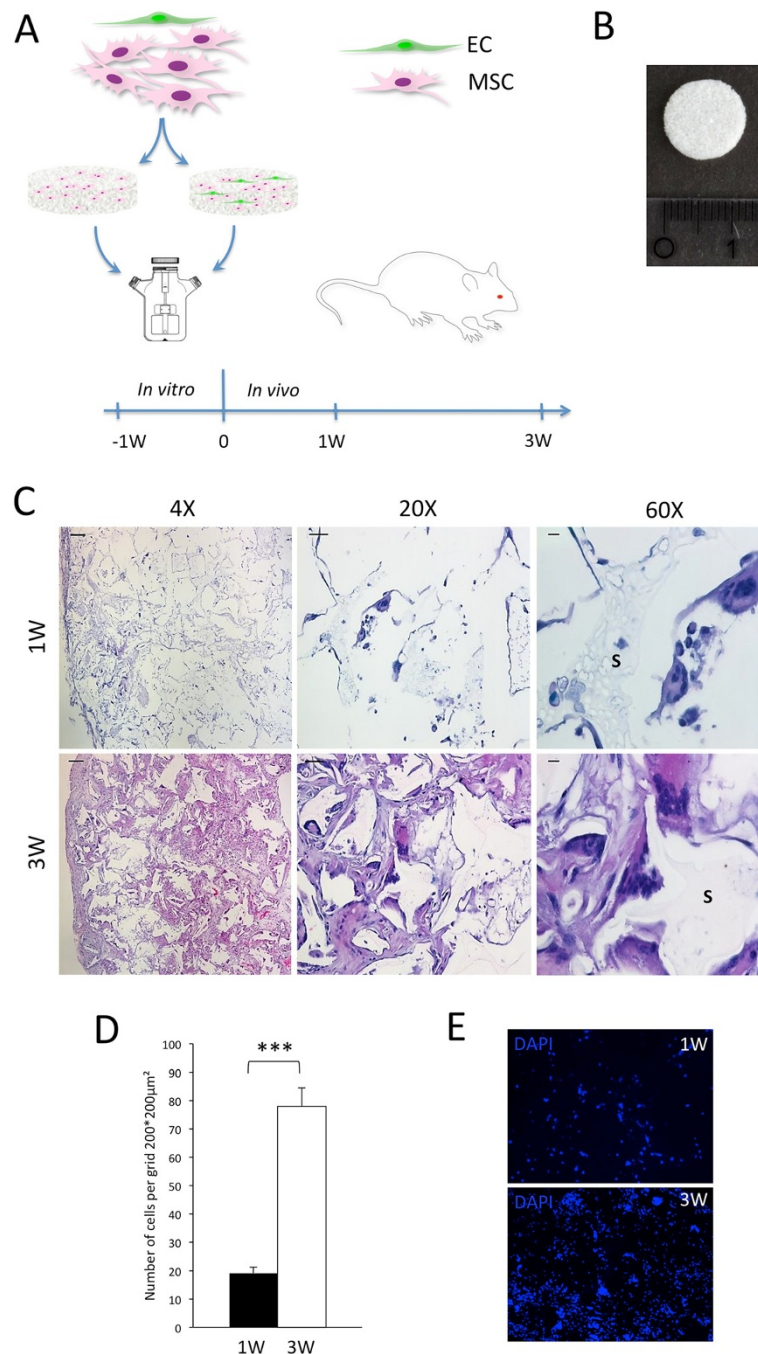 A
EC
MSC
B
0 1
In vitro
In vivo
-1W 0 1W 3W
C
4X 20X 60X
1W
S
3W
S
D
Number of cells per grid 200*200µm²
100
90
80
70
60
50
40
30
20
10
0
***
1W 3W
E
DAPI 1W
DAPI 3W